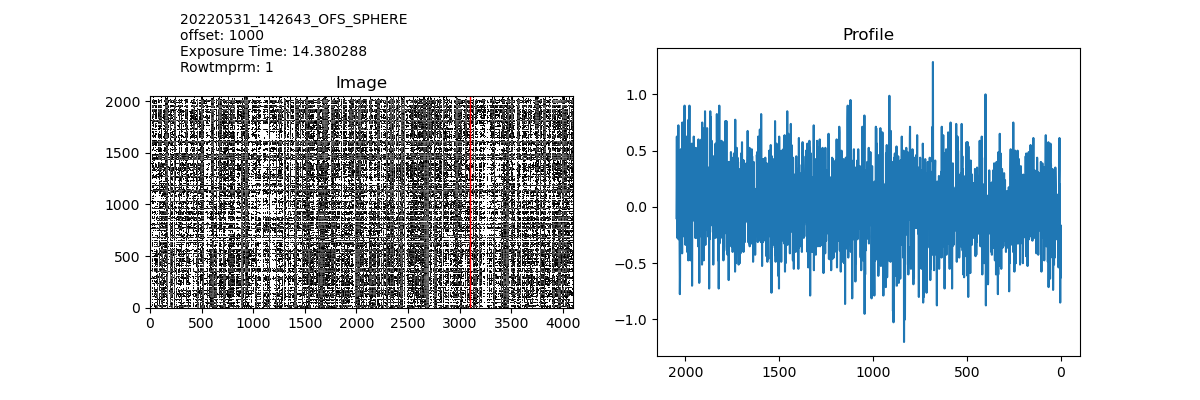 20220531_142643_OFS_SPHERE
offset: 1000
Exposure Time: 14.380288
Rowtmprm: 1
Image
2000
1500
1000
500
0
0 500 1000 1500 2000 2500 3000 3500 4000
Profile
1.0
0.5
0.0
−0.5
−1.0
2000 1500 1000 500 0